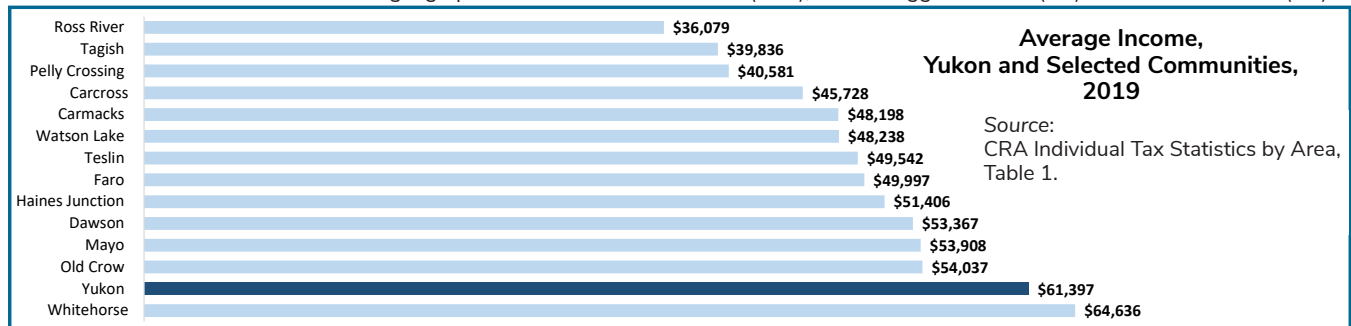 Ross River $36,079
Tagish $39,836
Pelly Crossing $40,581
Carcross $45,728
Carmacks $48,198
Watson Lake $48,238
Teslin $49,542
Faro $49,997
Haines Junction $51,406
Dawson $53,367
Mayo $53,908
Old Crow $54,037
Yukon $61,397
Whitehorse $64,636
Average Income,
Yukon and Selected Communities,
2019
Source:
CRA Individual Tax Statistics by Area,
Table 1.